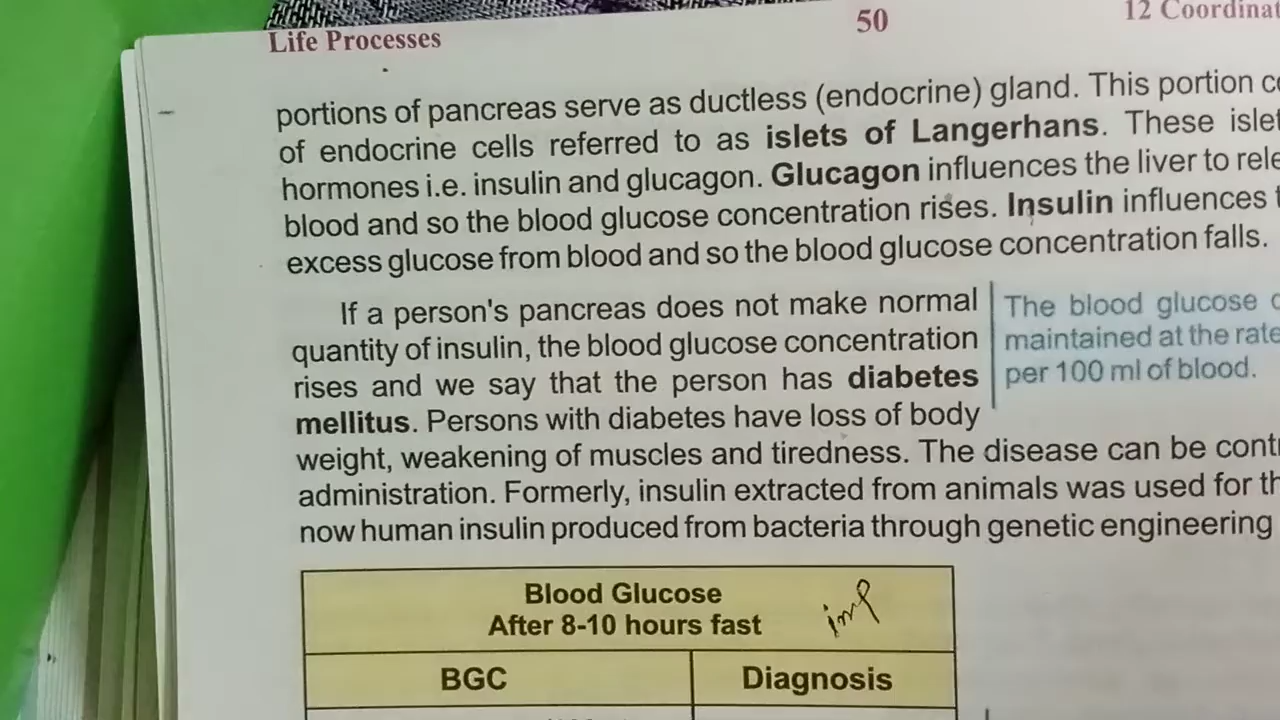 Life Processes
50
12
portions of pancreas serve as ductless (endocrine) gland. This portion
of endocrine cells referred to as islets of Langerhans. These
hormones i.e. insulin and glucagon. Glucagon influences the liver to
blood and so the blood glucose concentration rises. Insulin influences
excess glucose from blood and so the blood glucose concentration falls.
If a person's pancreas does not make normal
quantity of insulin, the blood glucose concentration
rises and we say that the person has diabetes
mellitus. Persons with diabetes have loss of body
The blood glucose
maintained at the rate
per 100 ml of blood.
weight, weakening of muscles and tiredness. The disease can be
administration. Formerly, insulin extracted from animals was used for
now human insulin produced from bacteria through genetic engineering
Blood Glucose
After 8-10 hours fast
imp
BGC
Diagnosis